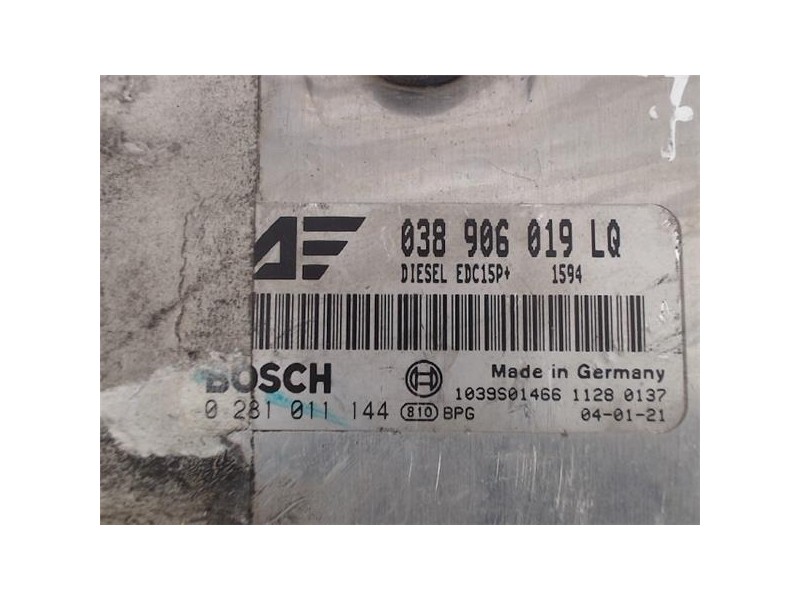 038 906 019 LQ
DIESEL EDC15P+ 1594
BOSCH
Made in Germany
1039S01466 1128 0137
0 281 011 144 810 BPG
04-01-21